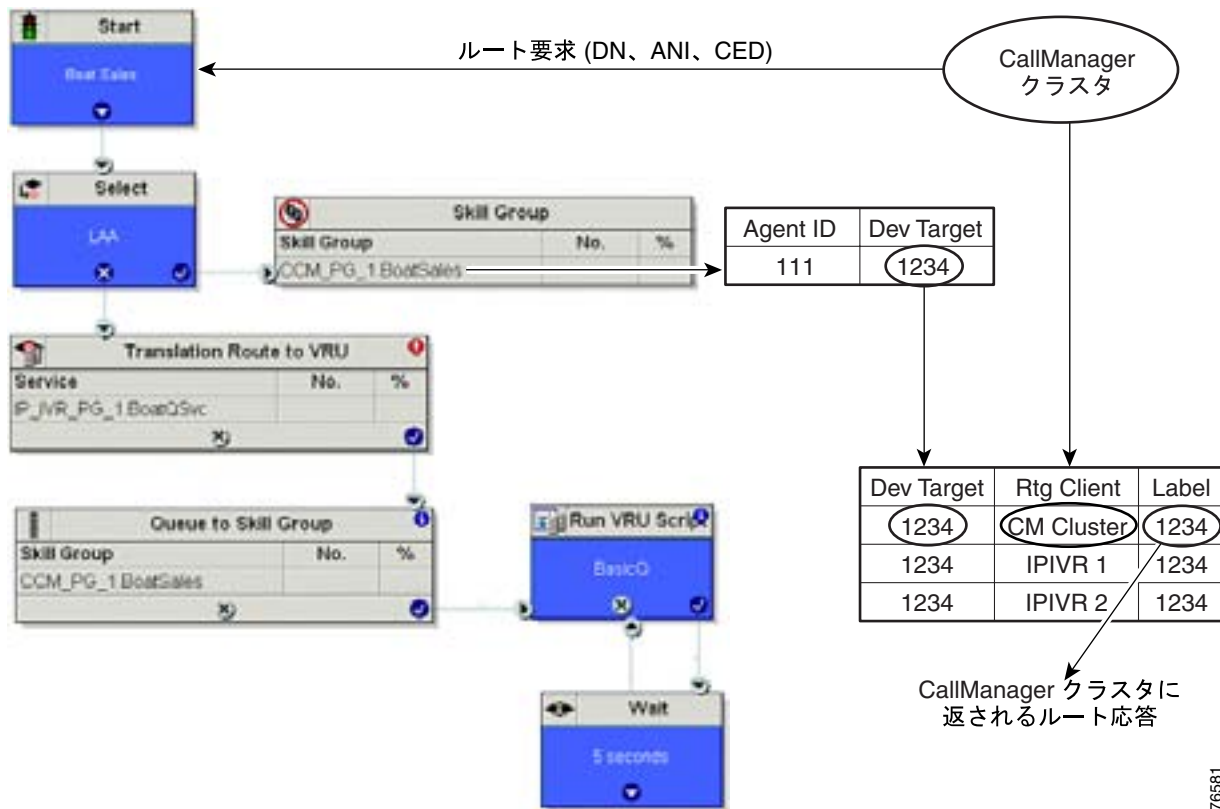 Start
Boat Sales
ルート要求 (DN、ANI、CED)
CallManager
クラスタ
Select
LAA
Skill Group
Skill Group No. %
CCM_PG_1.BoatSales
Agent ID Dev Target
111 1234
Translation Route to VRU
Service No. %
IP_IVR_PG_1.BoatQSvc
Queue to Skill Group
Skill Group No. %
CCM_PG_1.BoatSales
Run VRU Script
BasicQ
Wait
5 seconds
Dev Target Rtg Client Label
1234 CM Cluster 1234
1234 IPIVR 1 1234
1234 IPIVR 2 1234
CallManager クラスタに
返されるルート応答
76581